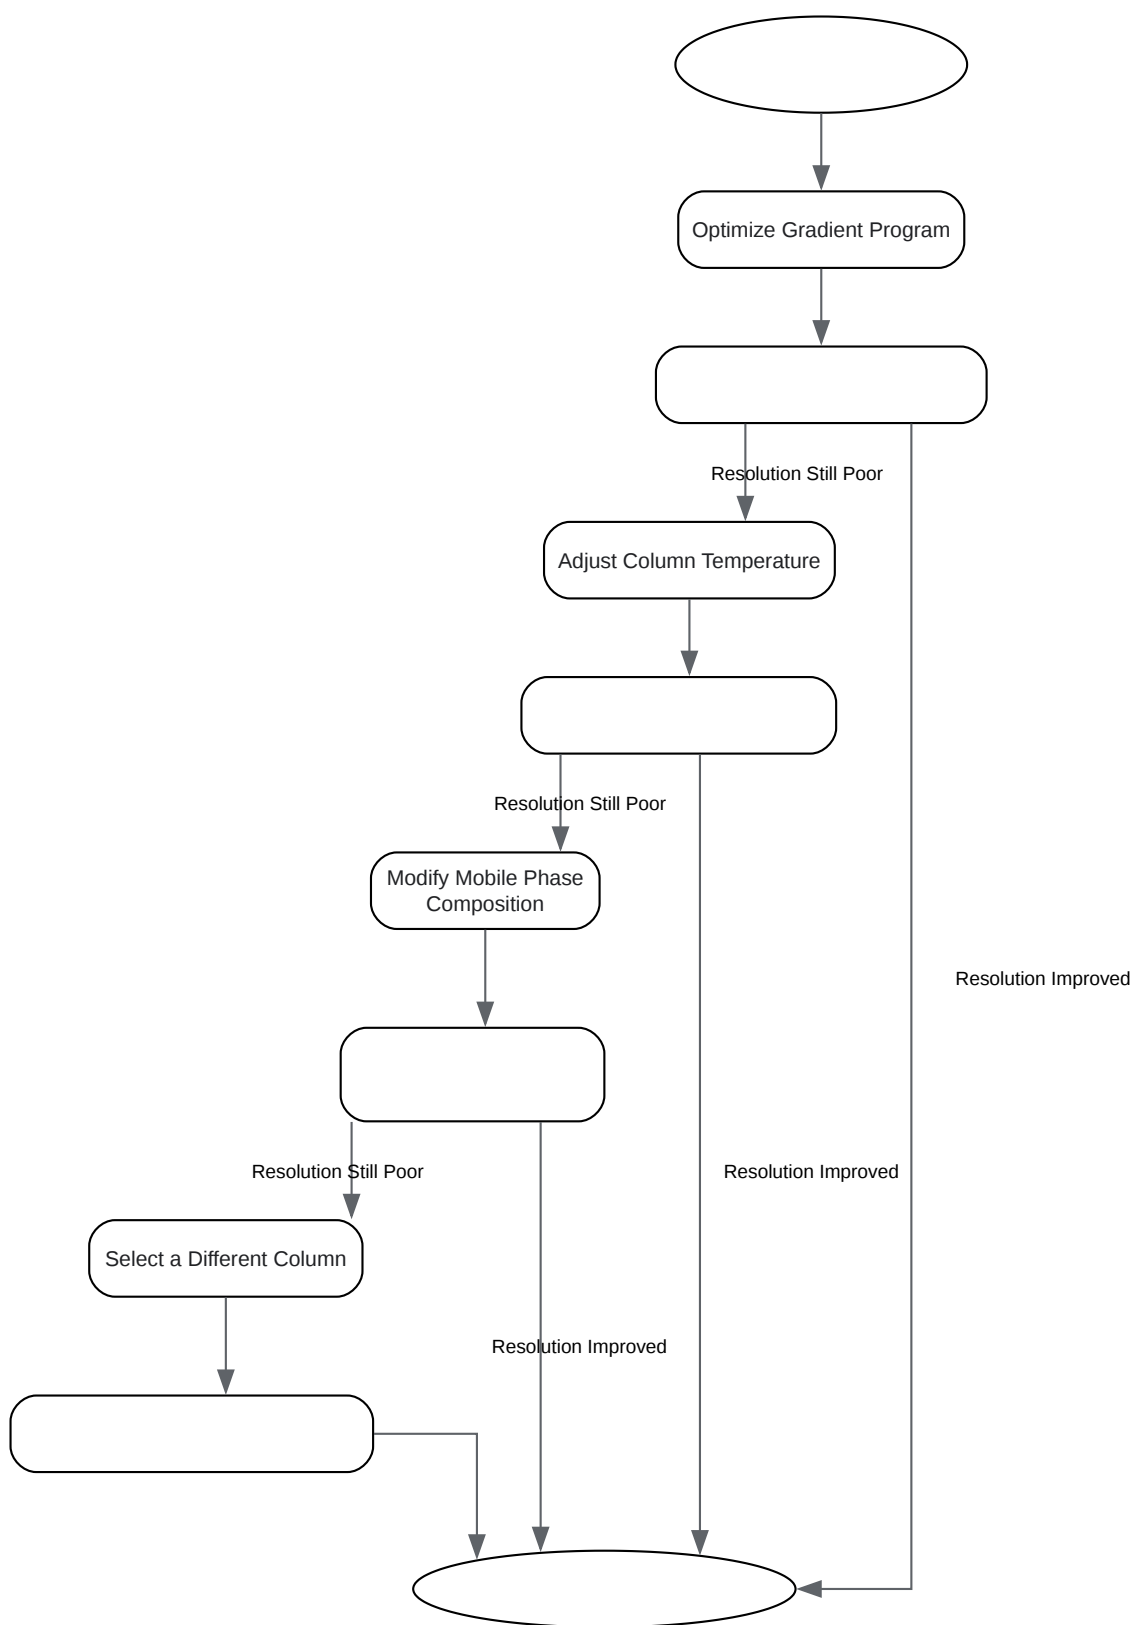 Optimize Gradient Program
Resolution Still Poor
Adjust Column Temperature
Resolution Still Poor
Modify Mobile Phase
Composition
Resolution Improved
Resolution Still Poor
Resolution Improved
Select a Different Column
Resolution Improved